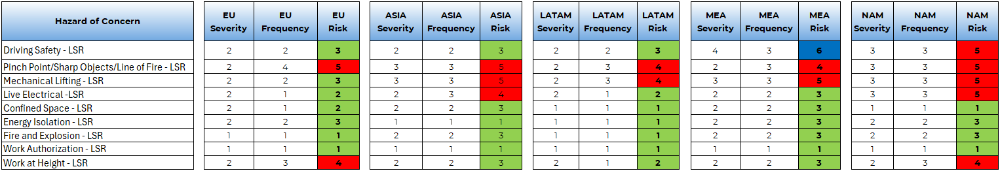 Hazard of Concern EU Severity EU Frequency EU Risk ASIA Severity ASIA Frequency ASIA Risk LATAM Severity LATAM Frequency LATAM Risk MEA Severity MEA Frequency MEA Risk NAM Severity NAM Frequency NAM Risk
Driving Safety - LSR 2 2 3 2 2 3 2 2 3 4 3 6 3 3 5
Pinch Point/Sharp Objects/Line of Fire - LSR 2 4 5 3 3 5 2 3 4 2 3 4 3 3 5
Mechanical Lifting - LSR 2 2 3 3 3 5 2 3 4 3 3 5 3 3 5
Live Electrical -LSR 2 1 2 2 3 4 2 1 2 2 2 3 3 3 5
Confined Space - LSR 2 1 2 2 2 3 1 1 1 2 2 3 1 1 1
Energy Isolation - LSR 2 2 3 1 1 1 1 1 1 2 2 3 2 2 3
Fire and Explosion - LSR 1 1 1 2 2 3 1 1 1 2 2 3 2 2 3
Work Authorization - LSR 1 1 1 1 1 1 1 1 1 1 1 1 1 1 1
Work at Height - LSR 2 3 4 2 2 3 2 1 2 2 2 3 2 3 4